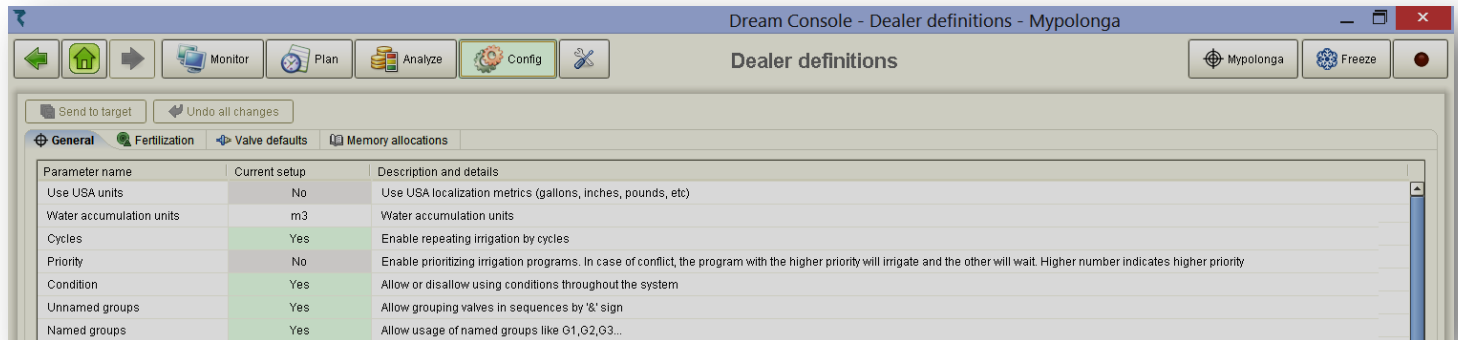 Dream Console - Dealer definitions - Mypolonga
Monitor Plan Analyze Config Dealer definitions Mypolonga Freeze
Send to target Undo all changes
General Fertilization Valve defaults Memory allocations
Parameter name Current setup Description and details
Use USA units No Use USA localization metrics (gallons, inches, pounds, etc)
Water accumulation units m3 Water accumulation units
Cycles Yes Enable repeating irrigation by cycles
Priority No Enable prioritizing irrigation programs. In case of conflict, the program with the higher priority will irrigate and the other will wait. Higher number indicates higher priority
Condition Yes Allow or disallow using conditions throughout the system
Unnamed groups Yes Allow grouping valves in sequences by '&' sign
Named groups Yes Allow usage of named groups like G1,G2,G3...